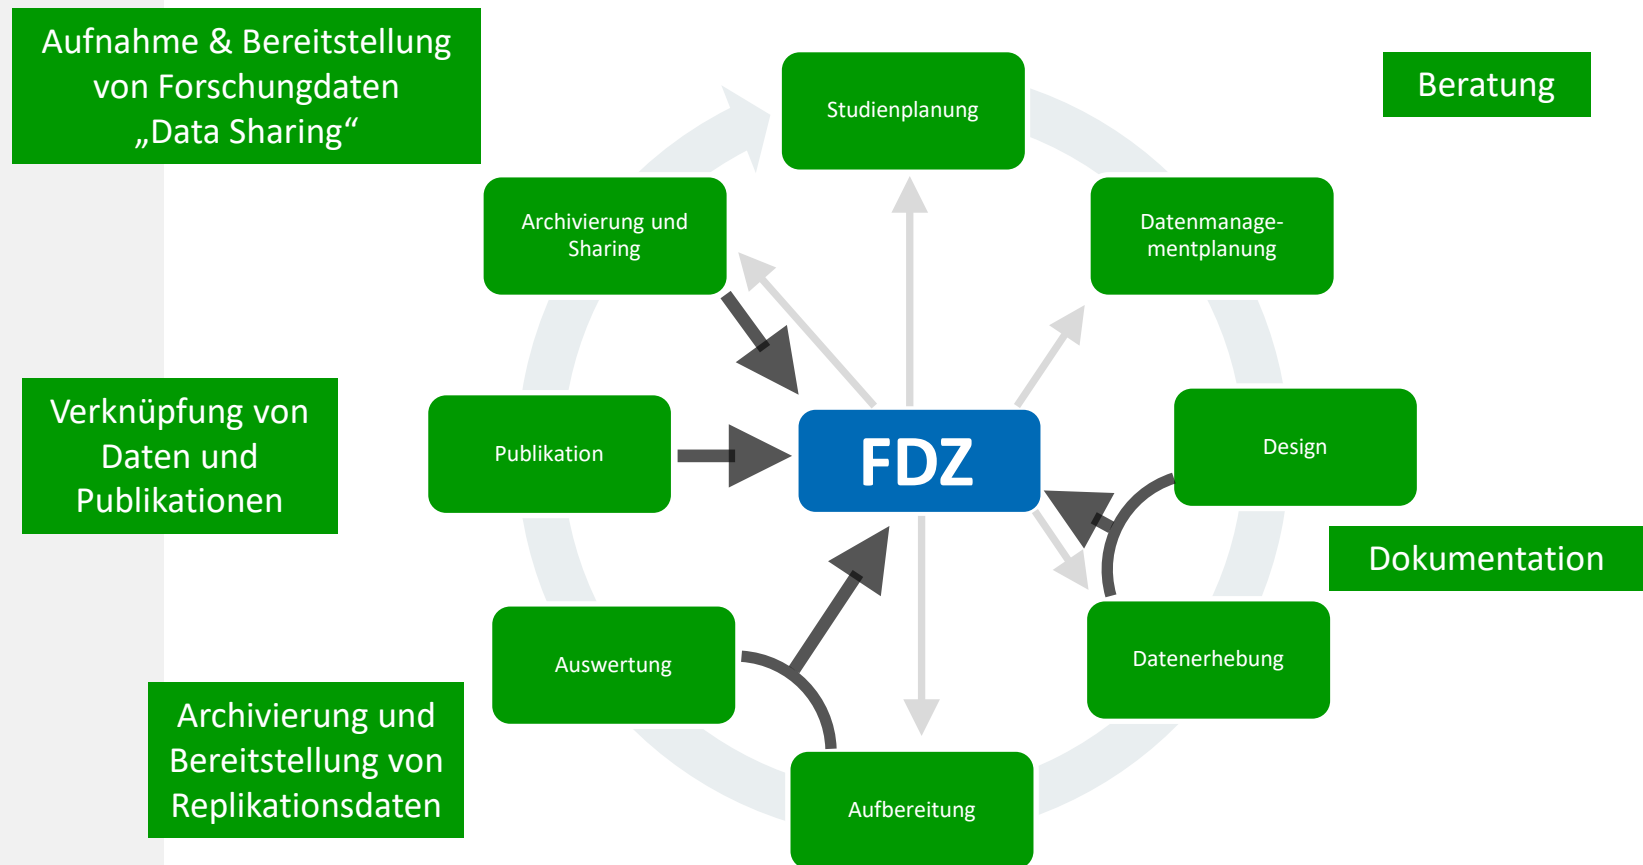 Aufnahme & Bereitstellung
von Forschungdaten
„Data Sharing“
Studienplanung
Beratung
Archivierung und
Sharing
Datenmanage-
mentplanung
Verknüpfung von
Daten und
Publikationen
Publikation
FDZ
Design
Dokumentation
Auswertung
Datenerhebung
Archivierung und
Bereitstellung von
Replikationsdaten
Aufbereitung